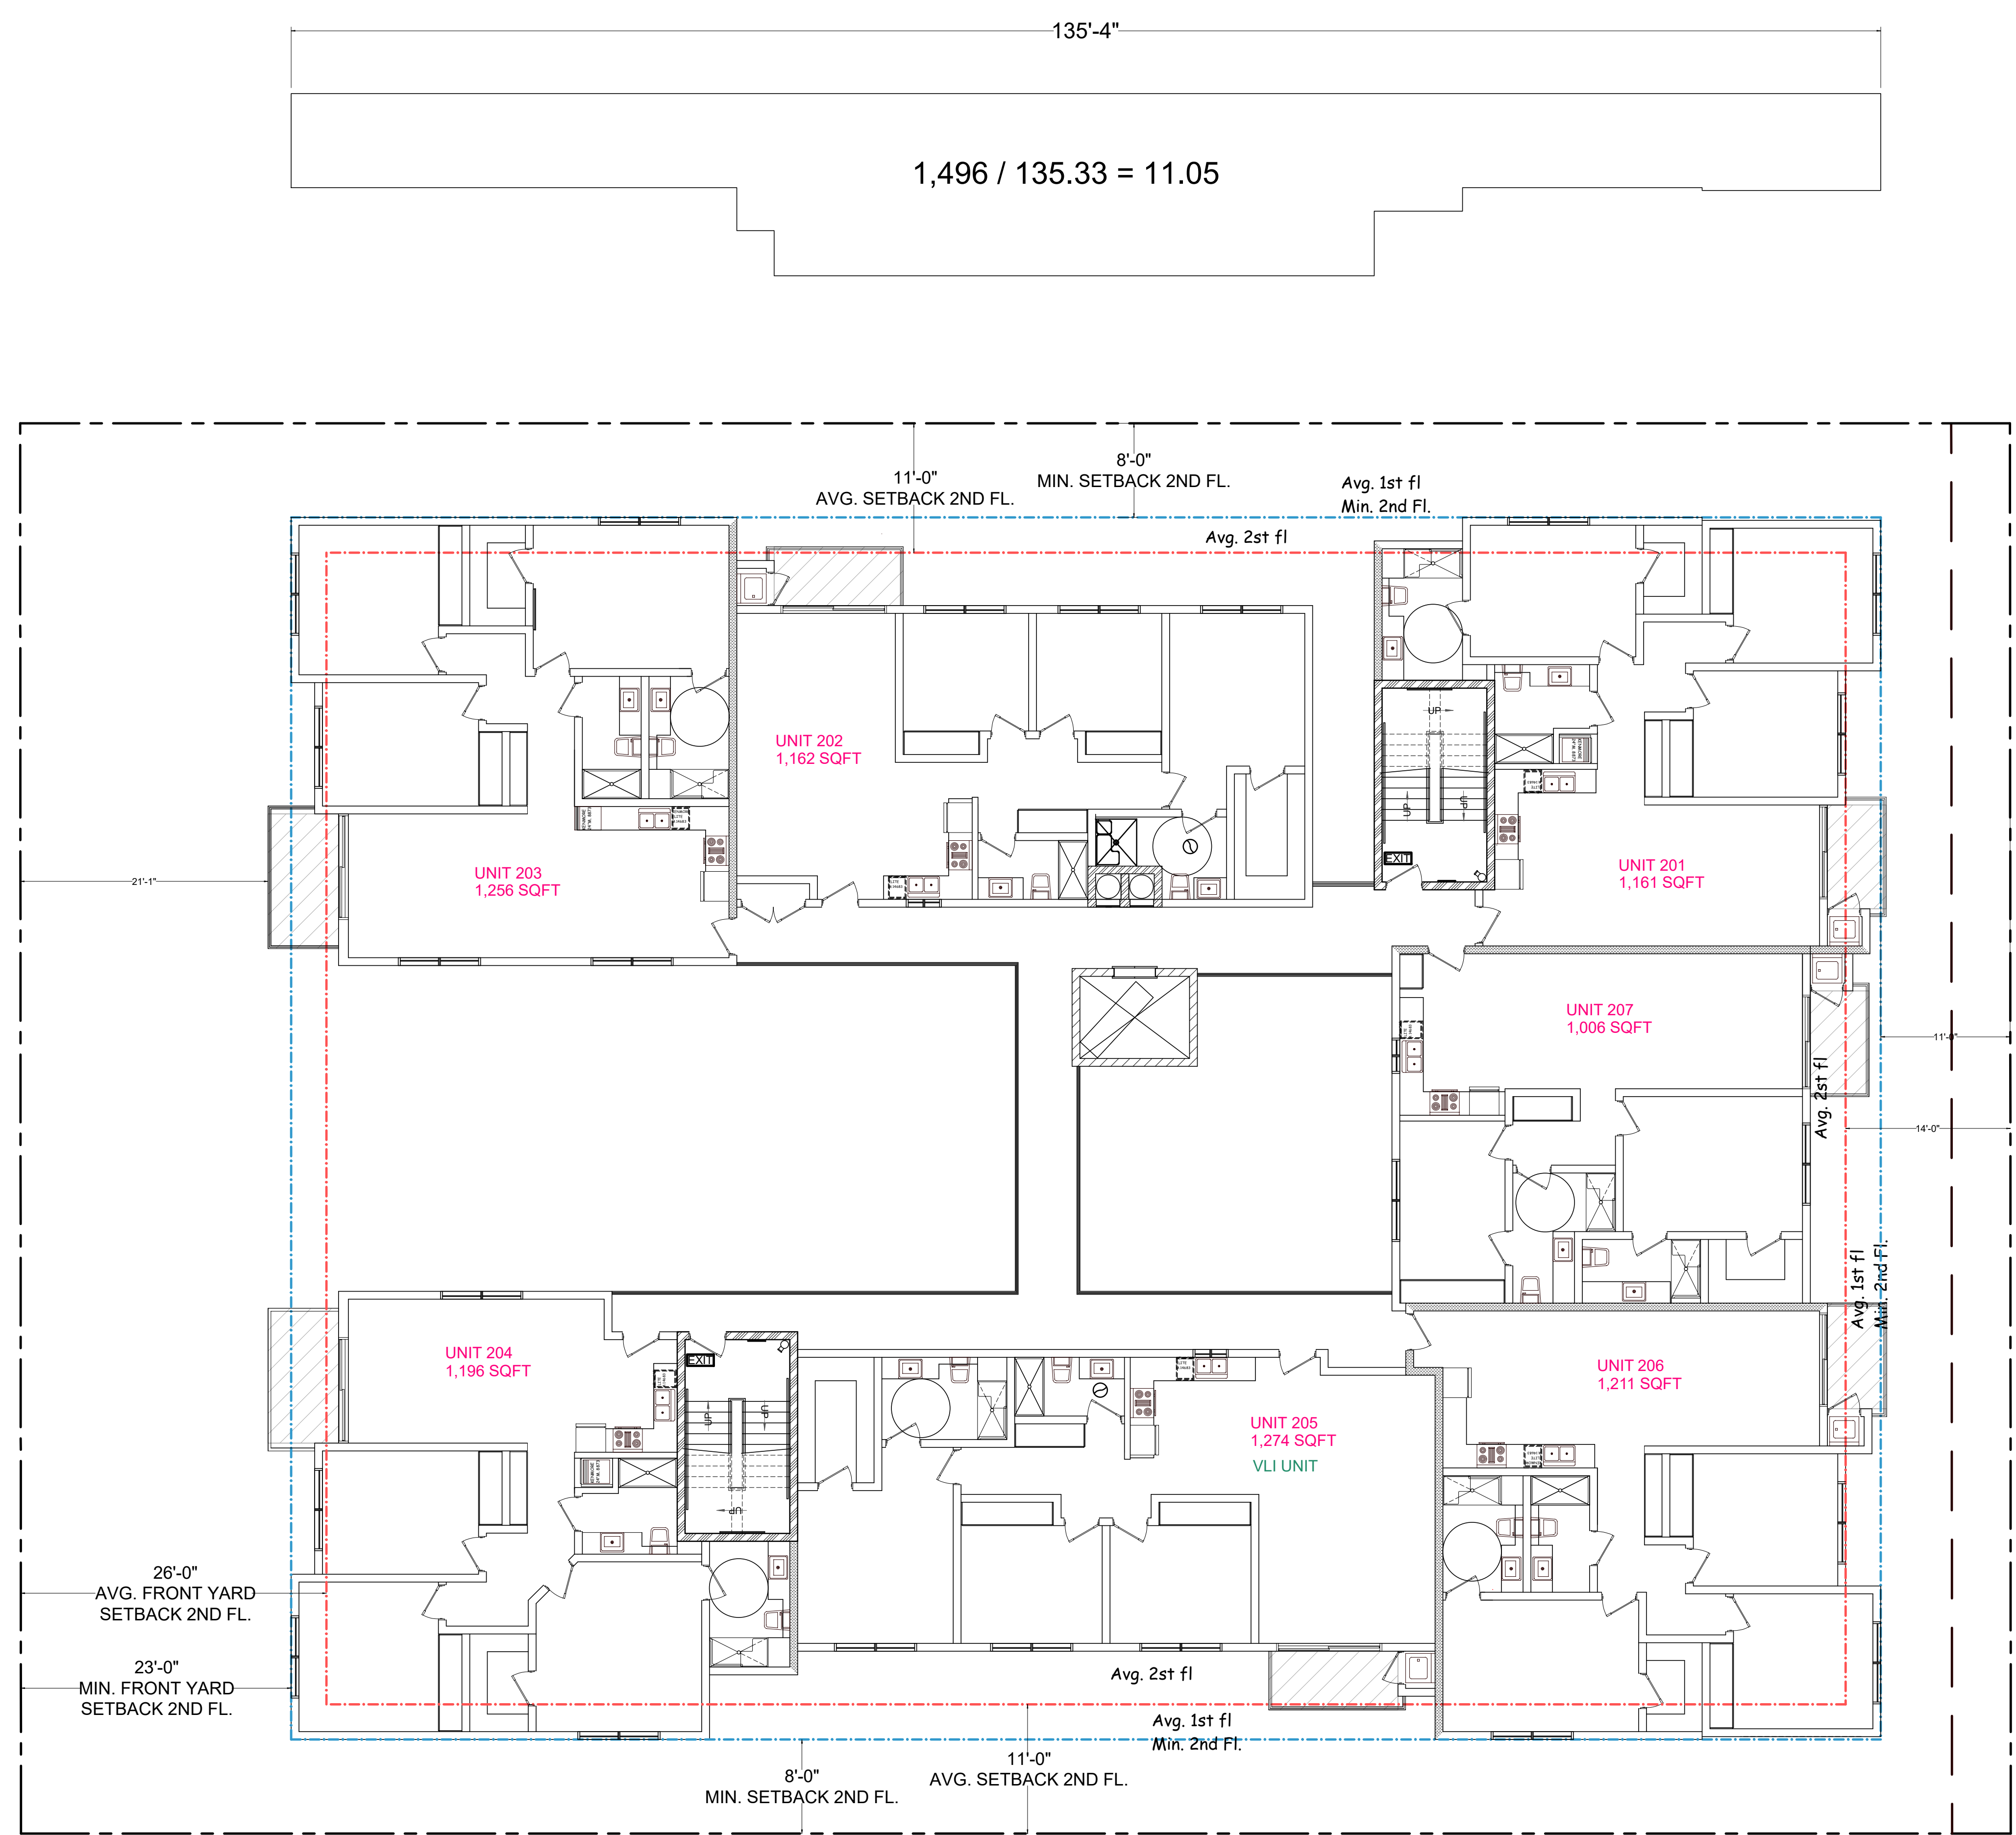 135'-4"
1,496 / 135.33 = 11.05
8'-0"
MIN. SETBACK 2ND FL.
11'-0"
AVG. SETBACK 2ND FL.
Avg. 1st fl
Min. 2nd Fl.
Avg. 2st fl
UP
UNIT 202
1,162 SQFT
UP
UP
EXIT
UNIT 203
1,256 SQFT
UNIT 201
1,161 SQFT
21'-1"
UNIT 207
1,006 SQFT
11'-0"
Avg. 2st fl
14'-0"
Avg. 1st fl
Min. 2nd Fl.
UNIT 204
1,196 SQFT
EXIT
UP
UP
UP
UNIT 206
1,211 SQFT
UNIT 205
1,274 SQFT
VLI UNIT
26'-0"
AVG. FRONT YARD
SETBACK 2ND FL.
23'-0"
MIN. FRONT YARD
SETBACK 2ND FL.
Avg. 2st fl
Avg. 1st fl
Min. 2nd Fl.
11'-0"
AVG. SETBACK 2ND FL.
8'-0"
MIN. SETBACK 2ND FL.